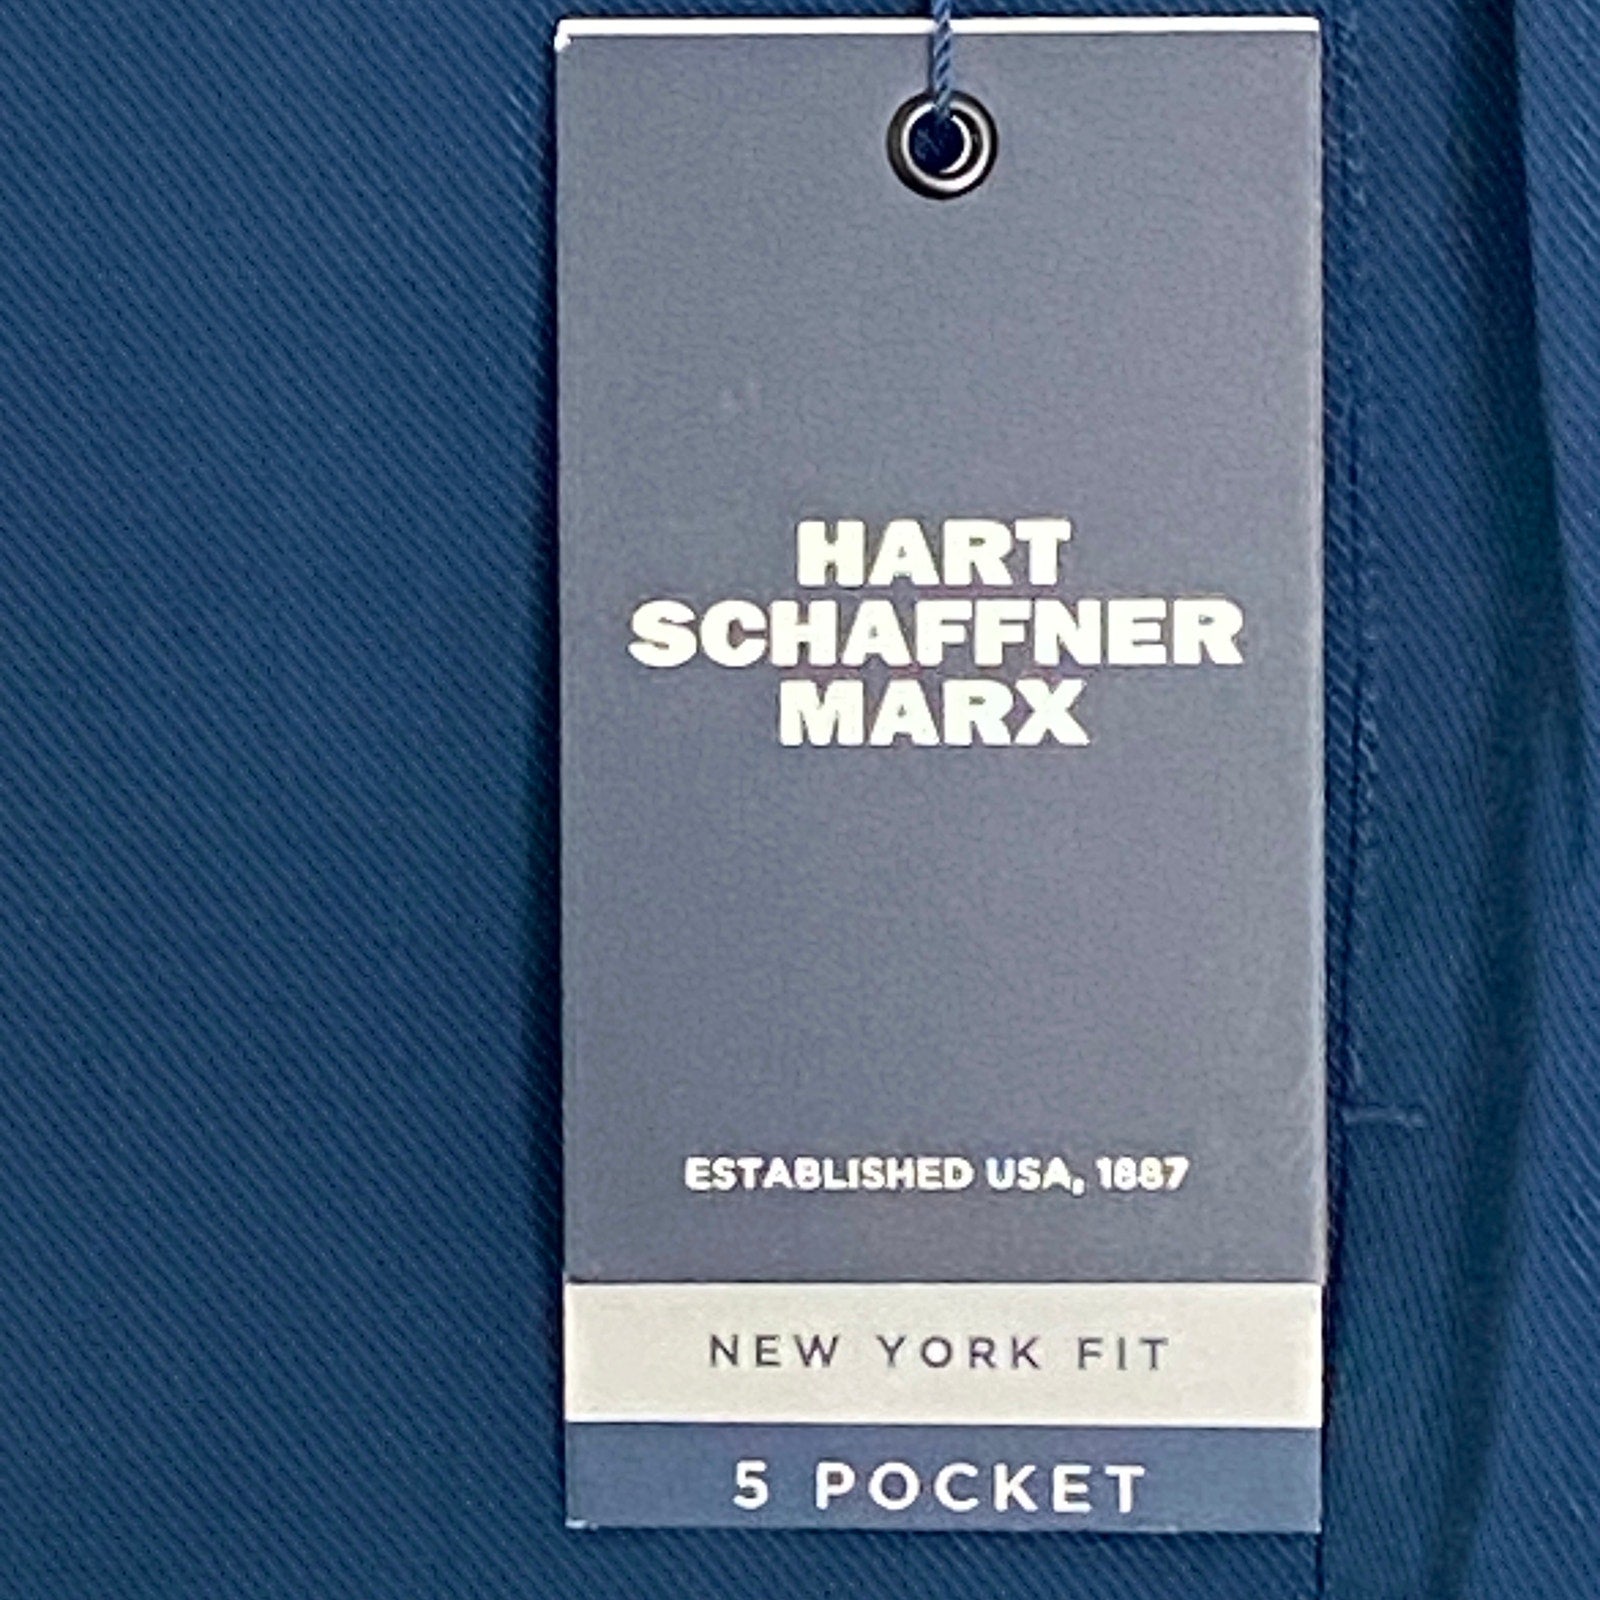 HART
SCHAFFNER
MARX
ESTABLISHED USA, 1887
NEW YORK FIT
5 POCKET